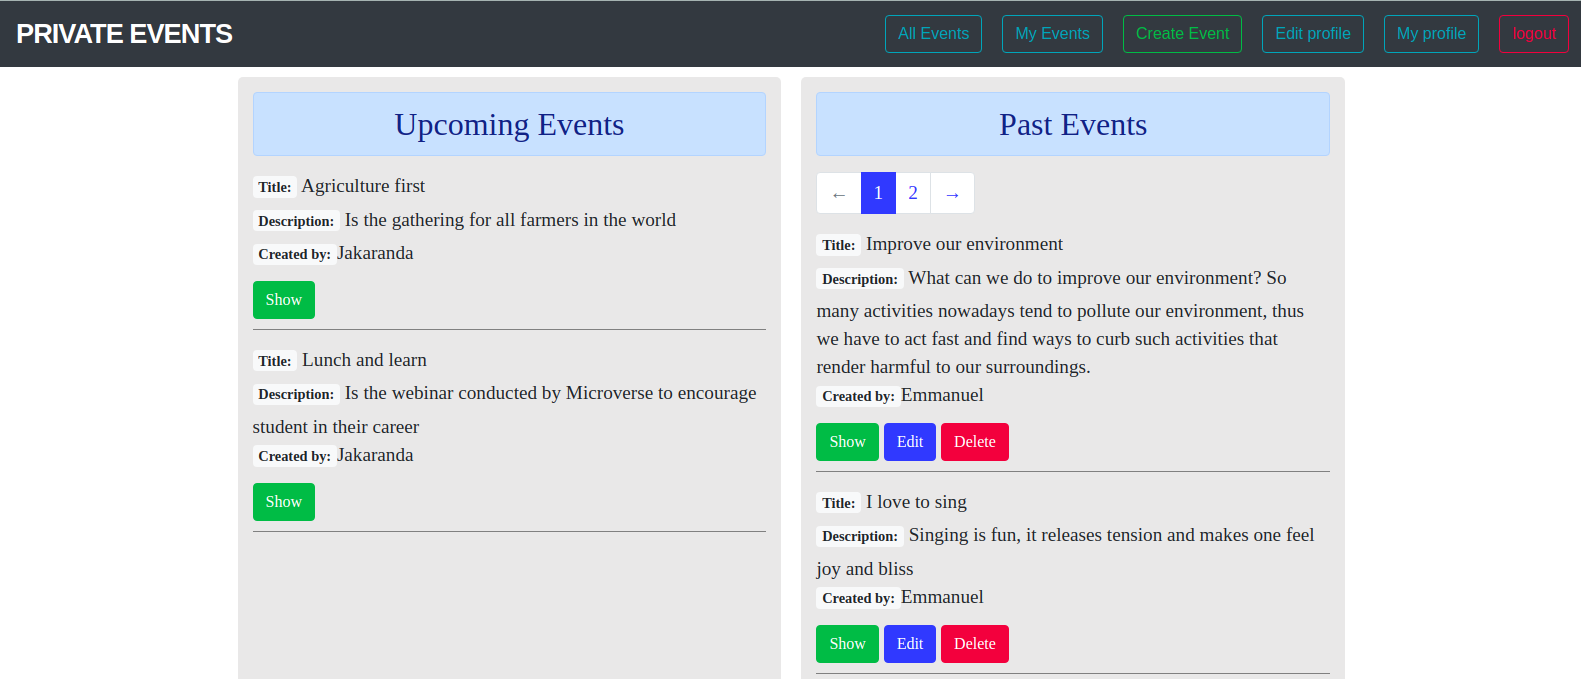 PRIVATE EVENTS
All Events
My Events
Create Event
Edit profile
My profile
logout
Upcoming Events
Title: Agriculture first
Description: Is the gathering for all farmers in the world
Created by: Jakaranda
Show
Title: Lunch and learn
Description: Is the webinar conducted by Microverse to encourage
student in their career
Created by: Jakaranda
Show
Past Events
← 1 2 →
Title: Improve our environment
Description: What can we do to improve our environment? So
many activities nowadays tend to pollute our environment, thus
we have to act fast and find ways to curb such activities that
render harmful to our surroundings.
Created by: Emmanuel
Show Edit Delete
Title: I love to sing
Description: Singing is fun, it releases tension and makes one feel
joy and bliss
Created by: Emmanuel
Show Edit Delete